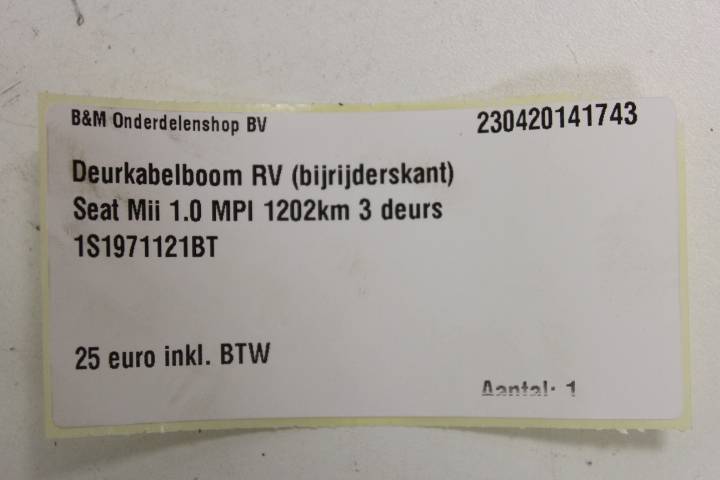 B&M Onderdelenshop BV 230420141743
Deurkabelboom RV (bijrijderskant)
Seat Mii 1.0 MPI 1202km 3 deurs
1S1971121BT
25 euro inkl. BTW
Aantal: 1